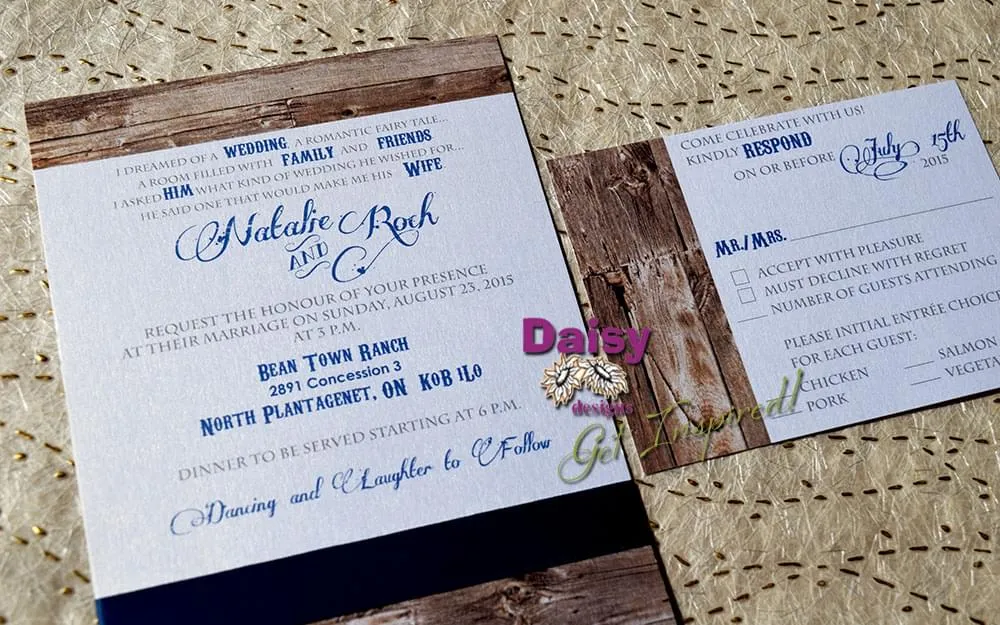 I DREAMED OF A WEDDING, A ROMANTIC FAIRY TALE...
A ROOM FILLED WITH FAMILY AND FRIENDS
I ASKED HIM WHAT KIND OF WEDDING HE WISHED FOR...
HE SAID ONE THAT WOULD MAKE ME HIS WIFE
Natalie AND Roch
REQUEST THE HONOUR OF YOUR PRESENCE
AT THEIR MARRIAGE ON SUNDAY, AUGUST 23, 2015
AT 3 P.M.
BEAN TOWN RANCH
2891 Concession 3
NORTH PLANTAGENET, ON K0B 1L0
DINNER TO BE SERVED STARTING AT 6 P.M.
Dancing and Laughter to Follow
COME CELEBRATE WITH US!
KINDLY RESPOND
ON OR BEFORE July 15th
2015
MR./MRS.
ACCEPT WITH PLEASURE
MUST DECLINE WITH REGRET
NUMBER OF GUESTS ATTENDING
PLEASE INITIAL ENTRÉE CHOICE
FOR EACH GUEST:
CHICKEN
SALMON
PORK
VEGETA
Daisy
designs
Get Inspired!